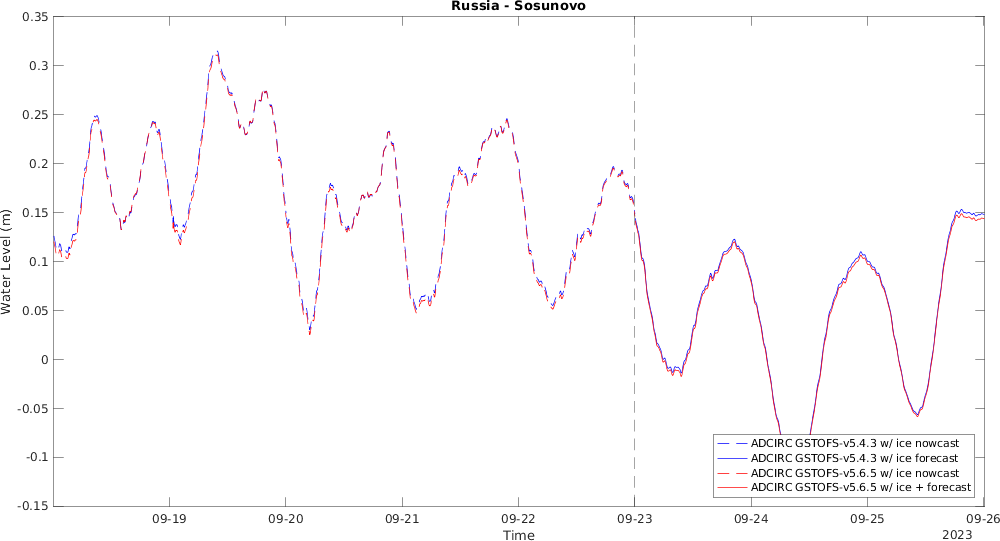 Russia - Sosunovo
0.35
0.3
0.25
0.2
0.15
0.1
0.05
0
-0.05
-0.1
-0.15
Water Level (m)
ADCIRC GSTOFS-v5.4.3 w/ ice nowcast
ADCIRC GSTOFS-v5.4.3 w/ ice forecast
ADCIRC GSTOFS-v5.6.5 w/ ice nowcast
ADCIRC GSTOFS-v5.6.5 w/ ice + forecast
09-19 09-20 09-21 09-22 09-23 09-24 09-25 09-26
Time
2023